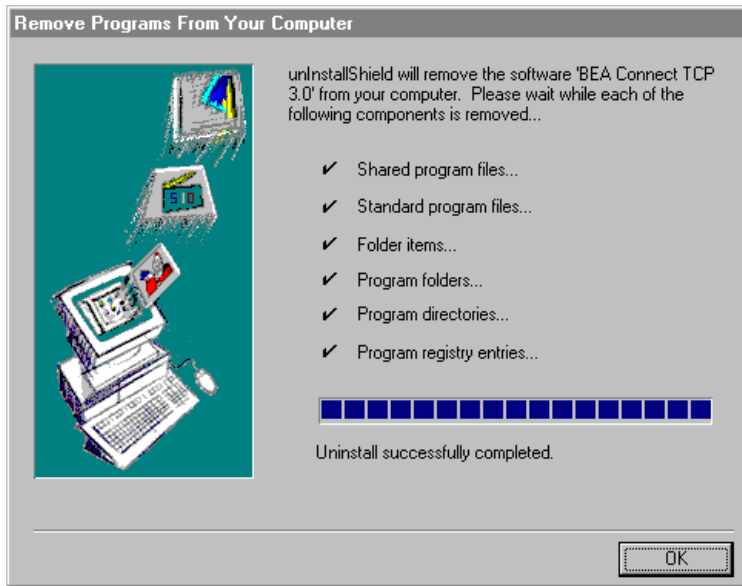 Remove Programs From Your Computer
unInstallShield will remove the software 'BEA Connect TCP
3.0' from your computer.  Please wait while each of the
following components is removed...
✔ Shared program files...
✔ Standard program files...
✔ Folder items...
✔ Program folders...
✔ Program directories...
✔ Program registry entries...
Uninstall successfully completed.
OK